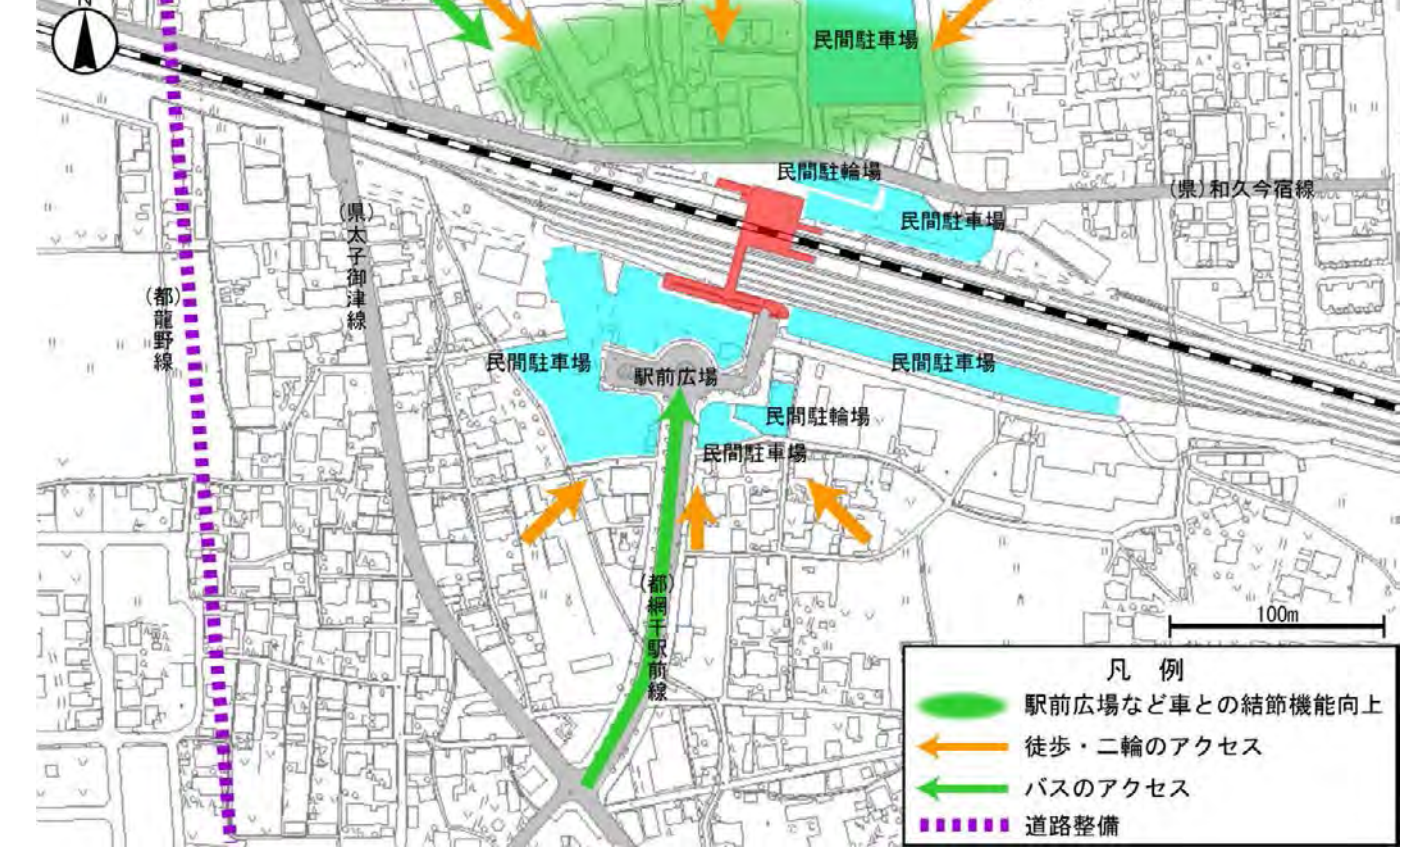 民間駐車場
民間駐輪場
(県)和久今宿線
民間駐車場
(県)太子御津線
(都)龍野線
民間駐車場
駅前広場
民間駐車場
民間駐輪場
民間駐車場
(都)網干駅前線
100m
凡 例
駅前広場など車との結節機能向上
徒歩・二輪のアクセス
バスのアクセス
道路整備